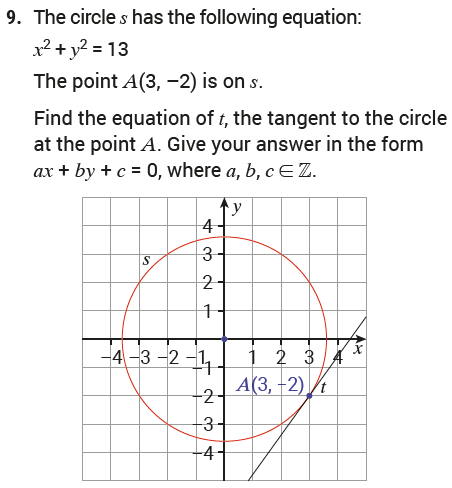 9. The circle s has the following equation:
x² + y² = 13
The point A(3, −2) is on s.
Find the equation of t, the tangent to the circle
at the point A. Give your answer in the form
ax + by + c = 0, where a, b, c ∈ ℤ.
y
4
s
3
2
1
−4 −3 −2 −1 1 2 3 4 x
−1
A(3, −2) t
−2
−3
−4